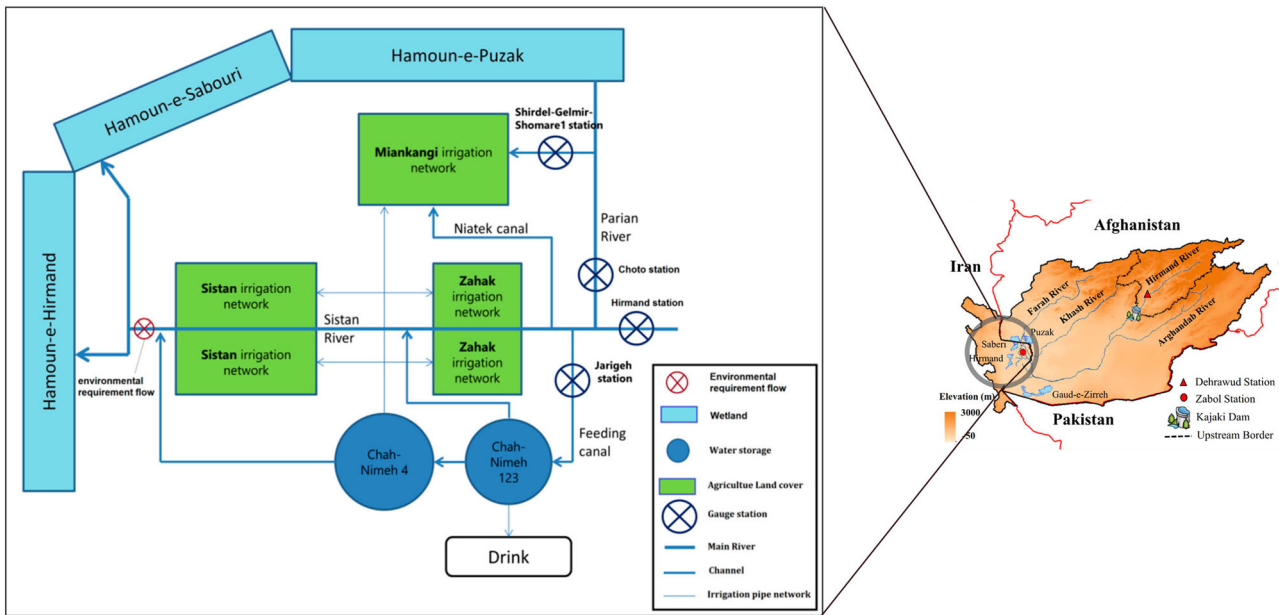 Hamoun-e-Puzak
Hamoun-e-Sabouri
Hamoun-e-Hirmand
Shirdel-Gelmir-
Shomare1 station
Miankangi irrigation
network
Niatek canal
Parian
River
Choto station
Hirmand station
Sistan irrigation
network
Zahak
irrigation
network
Sistan
River
Sistan irrigation
network
Zahak
irrigation
network
environmental
requirement flow
Jarigeh
station
Feeding
canal
Chah-
Nimeh 4
Chah-
Nimeh
123
Drink
Environmental
requirement flow
Wetland
Water storage
Agricultue Land cover
Gauge station
Main River
Channel
Irrigation pipe network
Afghanistan
Iran
Pakistan
Farah River
Khash River
Hirmand River
Arghandab River
Puzak
Saberi
Hirmand
Gaud-e-Zirreh
Elevation (m)
3000
-50
Dehrawud Station
Zabol Station
Kajaki Dam
Upstream Border